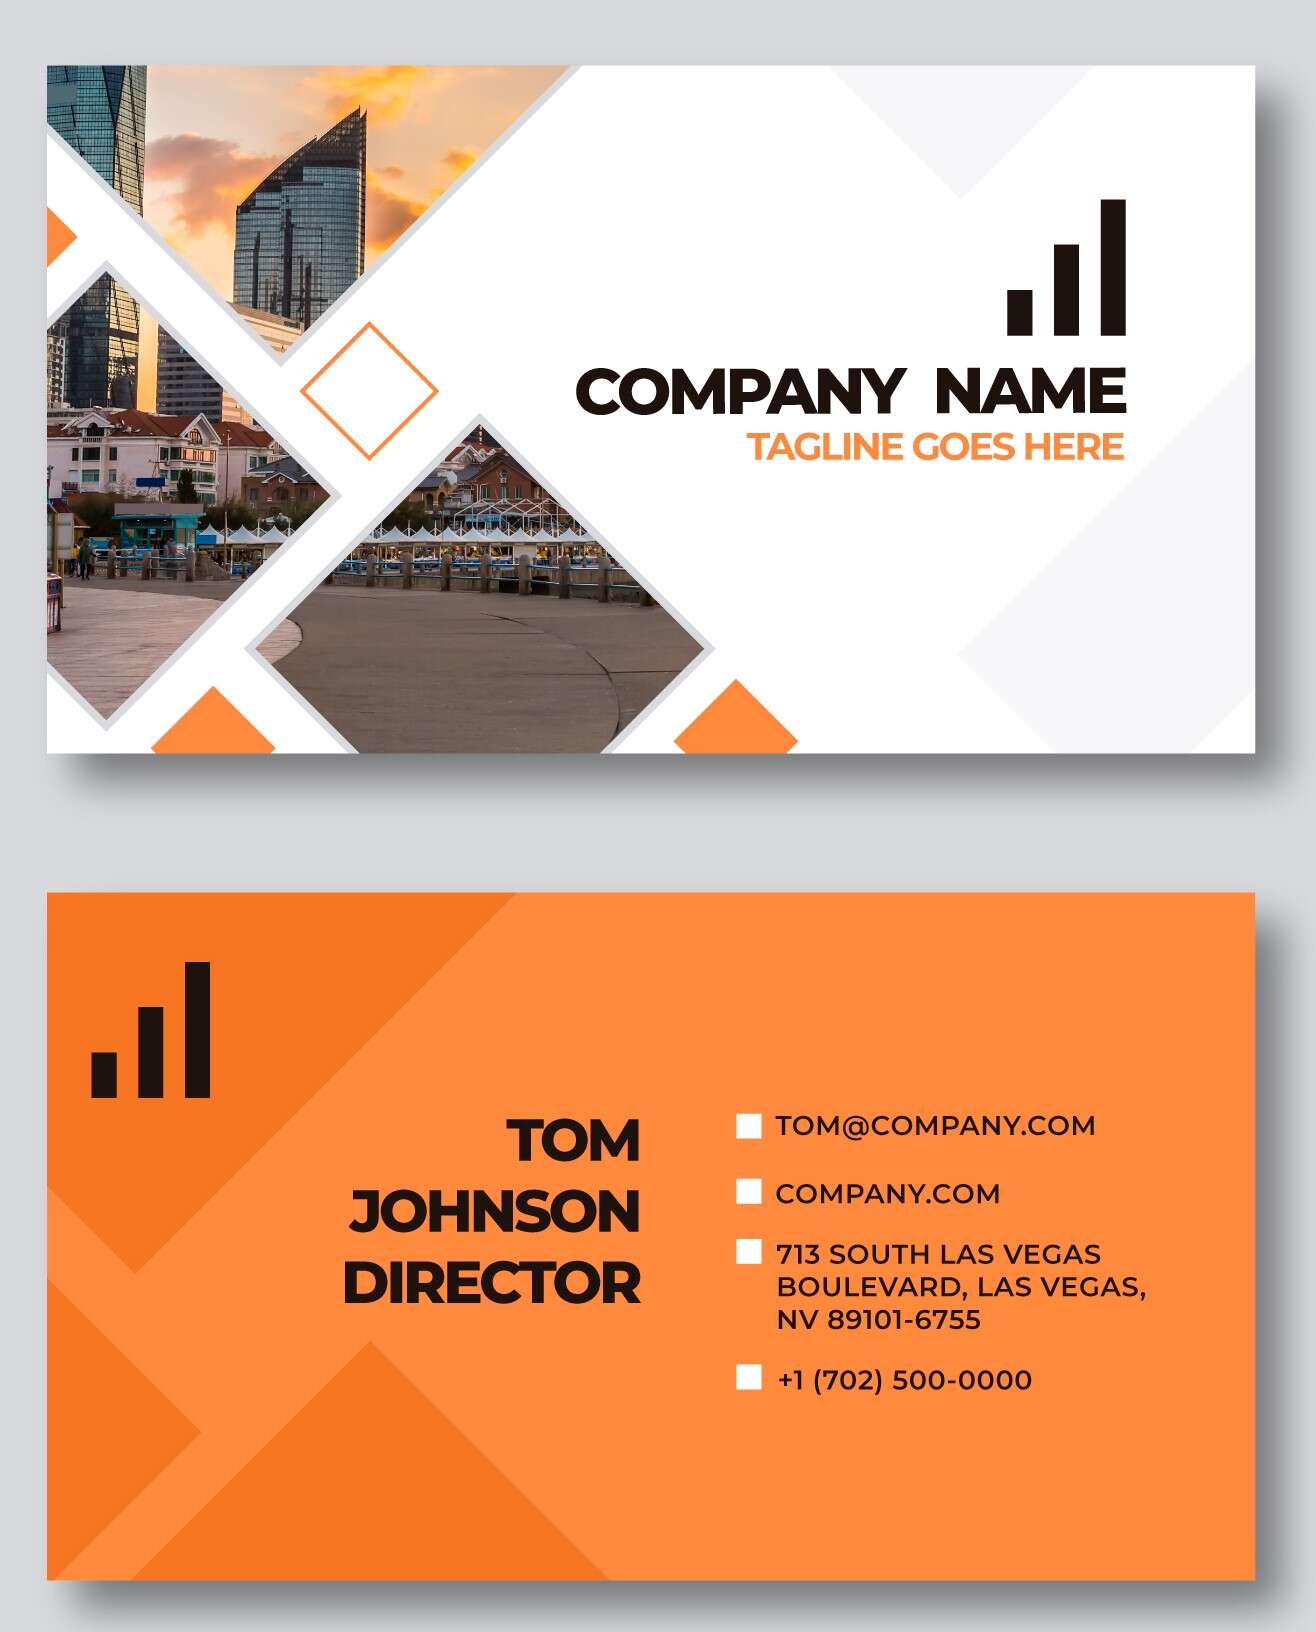 COMPANY NAME
TAGLINE GOES HERE
TOM
JOHNSON
DIRECTOR
TOM@COMPANY.COM
COMPANY.COM
713 SOUTH LAS VEGAS
BOULEVARD, LAS VEGAS,
NV 89101-6755
+1 (702) 500-0000